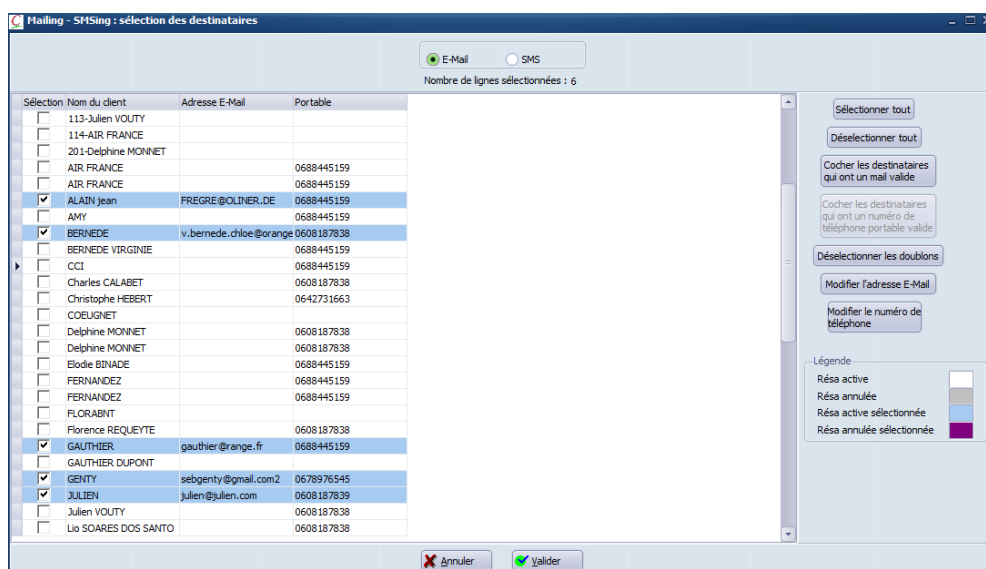 Mailing - SMSing : sélection des destinataires
E-Mail SMS
Nombre de lignes sélectionnées : 6
Sélection Nom du client Adresse E-Mail Portable
113-Julien VOUTY
114-AIR FRANCE
201-Delphine MONNET
AIR FRANCE 0688445159
AIR FRANCE 0688445159
ALAIN jean FREGRE@OLINER.DE 0688445159
AMY 0688445159
BERNEDE v.bernede.chloe@orange 0608187838
BERNEDE VIRGINIE 0688445159
CCI 0688445159
Charles CALABET 0608187838
Christophe HEBERT 0642731663
COEUGNET
Delphine MONNET 0608187838
Delphine MONNET 0608187838
Elodie BINADE 0688445159
FERNANDEZ 0688445159
FERNANDEZ 0688445159
FLORABNT
Florence REQUEYTE 0608187838
GAUTHIER gauthier@range.fr 0688445159
GAUTHIER DUPONT
GENTY sebgenty@gmail.com2 0678976545
JULIEN julien@julien.com 0608187839
Julien VOUTY 0608187838
Lio SOARES DOS SANTO 0608187838
Sélectionner tout
Déselectionner tout
Cocher les destinataires
qui ont un mail valide
Cocher les destinataires
qui ont un numéro de
téléphone portable valide
Déselectionner les doublons
Modifier l'adresse E-Mail
Modifier le numéro de
téléphone
Légende
Résa active
Résa annulée
Résa active sélectionnée
Résa annulée sélectionnée
Annuler Valider